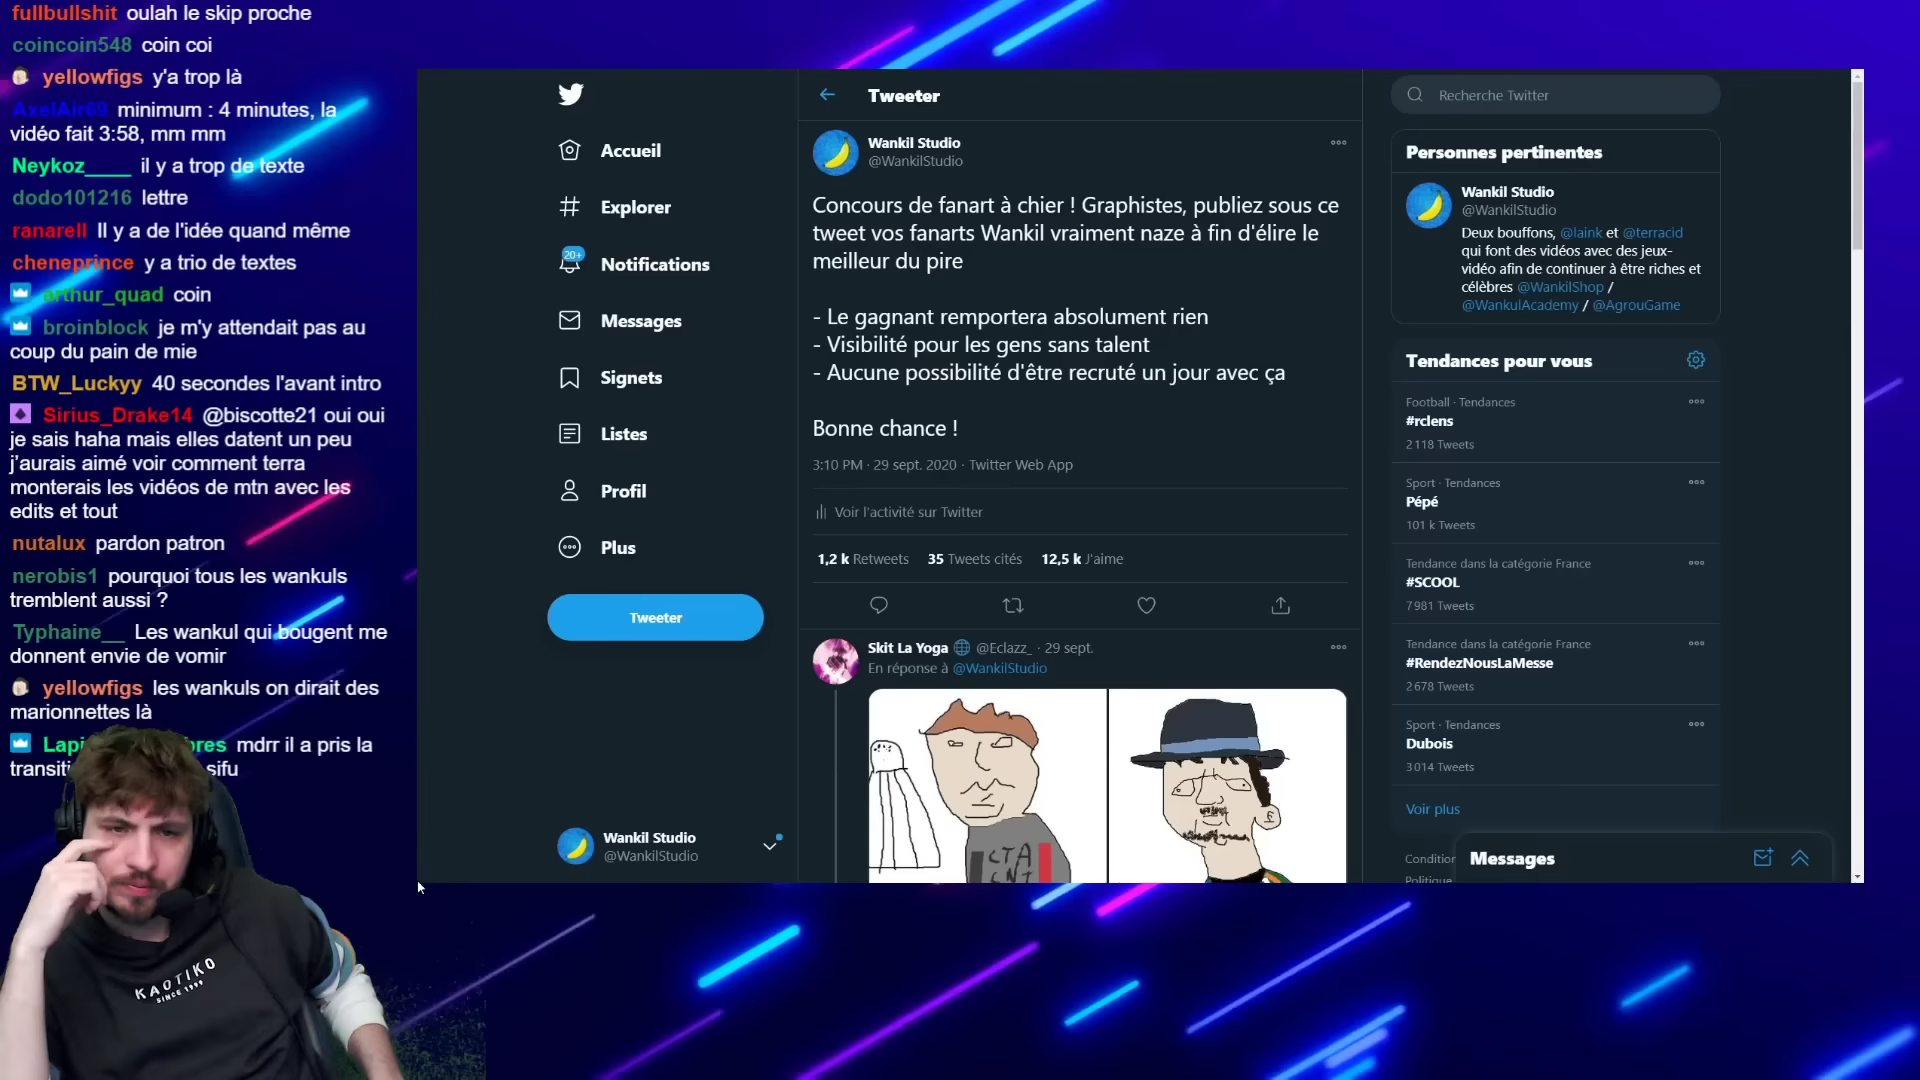 fullbullshit oulah le skip proche
coincoin548 coin coi
yellowfigs y'a trop là
AxelAir69 minimum : 4 minutes, la
vidéo fait 3:58, mm mm
Neykoz____ il y a trop de texte
dodo101216 lettre
ranarell Il y a de l'idée quand même
cheneprince y a trio de textes
arthur_quad coin
broinblock je m'y attendait pas au
coup du pain de mie
BTW_Luckyy 40 secondes l'avant intro
Sirius_Drake14 @biscotte21 oui oui
je sais haha mais elles datent un peu
j'aurais aimé voir comment terra
monterais les vidéos de mtn avec les
edits et tout
nutalux pardon patron
nerobis1 pourquoi tous les wankuls
tremblent aussi ?
Typhaine__ Les wankul qui bougent me
donnent envie de vomir
yellowfigs les wankuls on dirait des
marionnettes là
mdrr il a pris la
sifu
KAOTIKO
SINCE 1999
Accueil
Explorer
20+
Notifications
Messages
Signets
Listes
Profil
Plus
Tweeter
Wankil Studio
@WankilStudio
Tweeter
Wankil Studio
@WankilStudio
Concours de fanart à chier ! Graphistes, publiez sous ce
tweet vos fanarts Wankil vraiment naze à fin d'élire le
meilleur du pire
- Le gagnant remportera absolument rien
- Visibilité pour les gens sans talent
- Aucune possibilité d'être recruté un jour avec ça
Bonne chance !
3:10 PM · 29 sept. 2020 · Twitter Web App
Voir l'activité sur Twitter
1,2 k Retweets 35 Tweets cités 12,5 k J'aime
Skit La Yoga @Eclazz_ · 29 sept.
En réponse à @WankilStudio
Recherche Twitter
Personnes pertinentes
Wankil Studio
@WankilStudio
Deux bouffons, @laink et @terracid
qui font des vidéos avec des jeux-
vidéo afin de continuer à être riches et
célèbres @WankilShop /
@WankulAcademy / @AgrouGame
Tendances pour vous
Football · Tendances
#rclens
2 118 Tweets
Sport · Tendances
Pépé
101 k Tweets
Tendance dans la catégorie France
#SCOOL
7 981 Tweets
Tendance dans la catégorie France
#RendezNousLaMesse
2 678 Tweets
Sport · Tendances
Dubois
3 014 Tweets
Voir plus
Messages